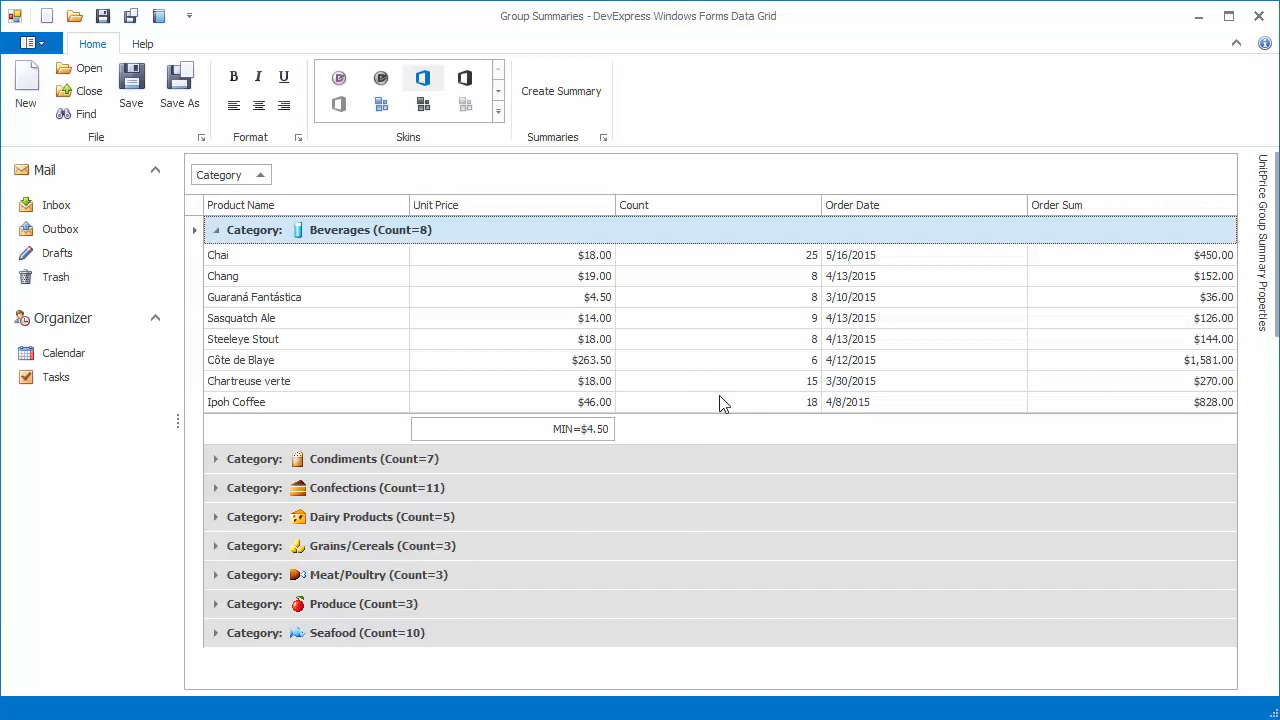 Group Summaries - DevExpress Windows Forms Data Grid
Home Help
New
Open
Close
Find
Save
Save As
File
B I U
Format
Skins
Create Summary
Summaries
Mail
Inbox
Outbox
Drafts
Trash
Organizer
Calendar
Tasks
Category
Product Name Unit Price Count Order Date Order Sum
Category: Beverages (Count=8)
Chai $18.00 25 5/16/2015 $450.00
Chang $19.00 8 4/13/2015 $152.00
Guaraná Fantástica $4.50 8 3/10/2015 $36.00
Sasquatch Ale $14.00 9 4/13/2015 $126.00
Steeleye Stout $18.00 8 4/13/2015 $144.00
Côte de Blaye $263.50 6 4/12/2015 $1,581.00
Chartreuse verte $18.00 15 3/30/2015 $270.00
Ipoh Coffee $46.00 18 4/8/2015 $828.00
MIN=$4.50
Category: Condiments (Count=7)
Category: Confections (Count=11)
Category: Dairy Products (Count=5)
Category: Grains/Cereals (Count=3)
Category: Meat/Poultry (Count=3)
Category: Produce (Count=3)
Category: Seafood (Count=10)
UnitPrice Group Summary Properties